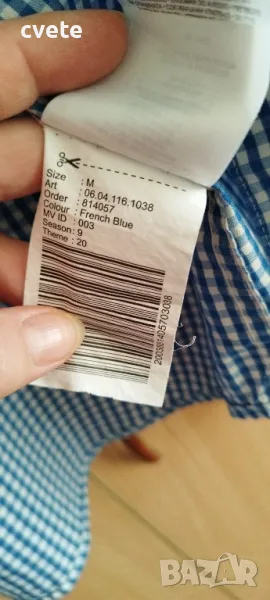 cvete
Size : M
Art : 06.04.116.1038
Order : 814057
Colour : French Blue
MV ID : 003
Season : 9
Theme : 20
BAZAR